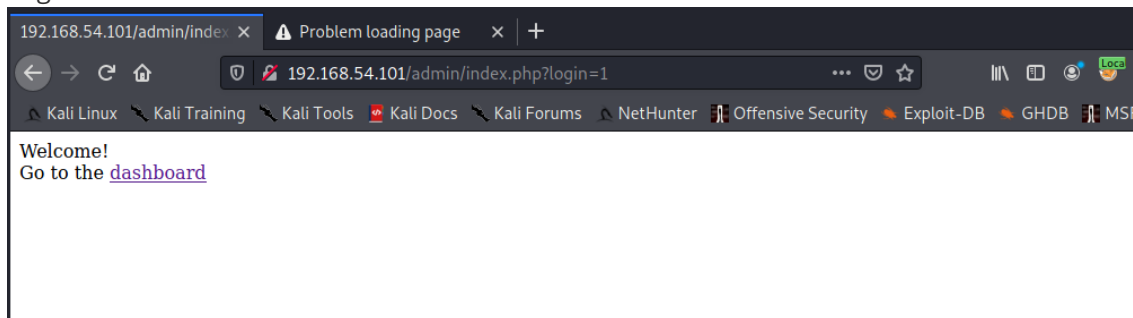 192.168.54.101/admin/index
Problem loading page
192.168.54.101/admin/index.php?login=1
Loca
Kali Linux Kali Training Kali Tools Kali Docs Kali Forums NetHunter Offensive Security Exploit-DB GHDB MSF
Welcome!
Go to the dashboard